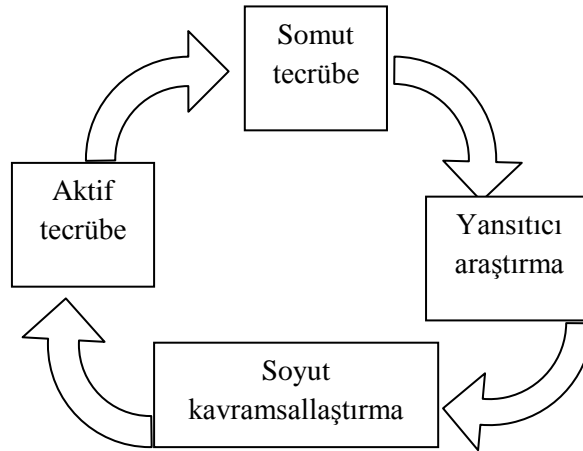 Somut
tecrübe
Aktif
tecrübe
Yansıtıcı
araştırma
Soyut
kavramsallaştırma